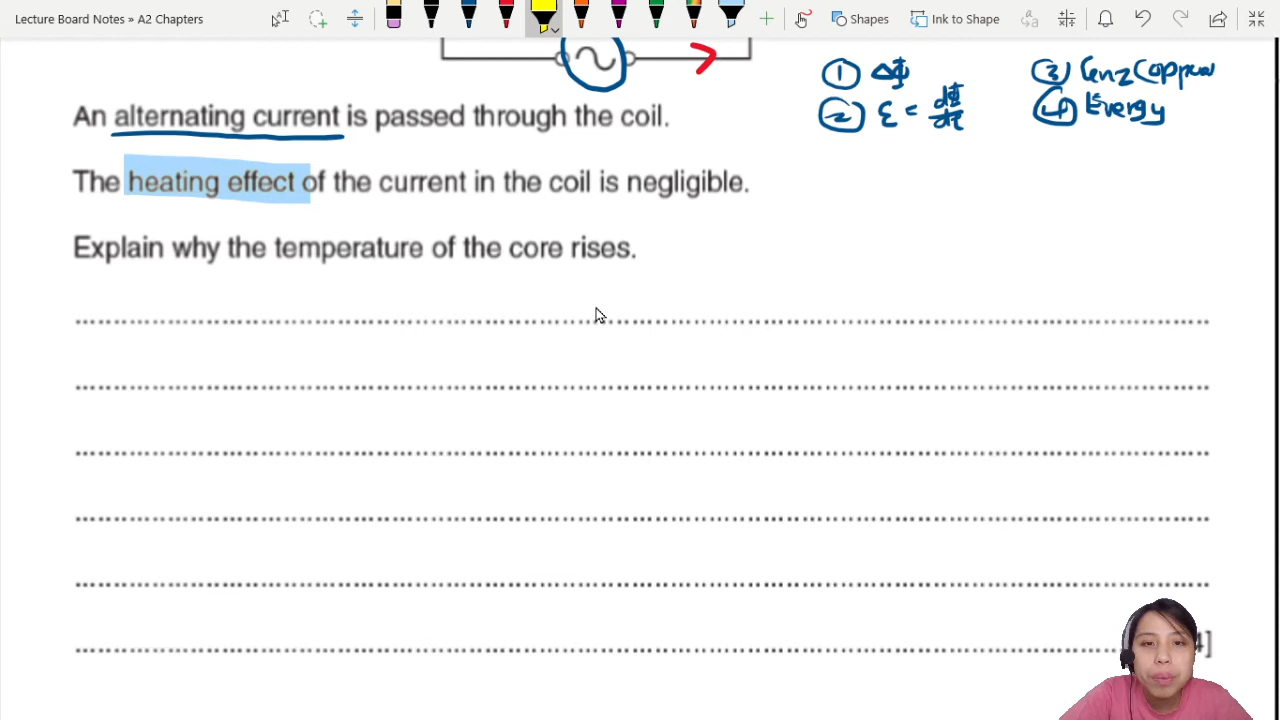 Lecture Board Notes » A2 Chapters
Shapes
Ink to Shape
① ΔΦ
② ε = dΦ/dt
③ Lenz
④ Energy
An alternating current is passed through the coil.
The heating effect of the current in the coil is negligible.
Explain why the temperature of the core rises.
4]